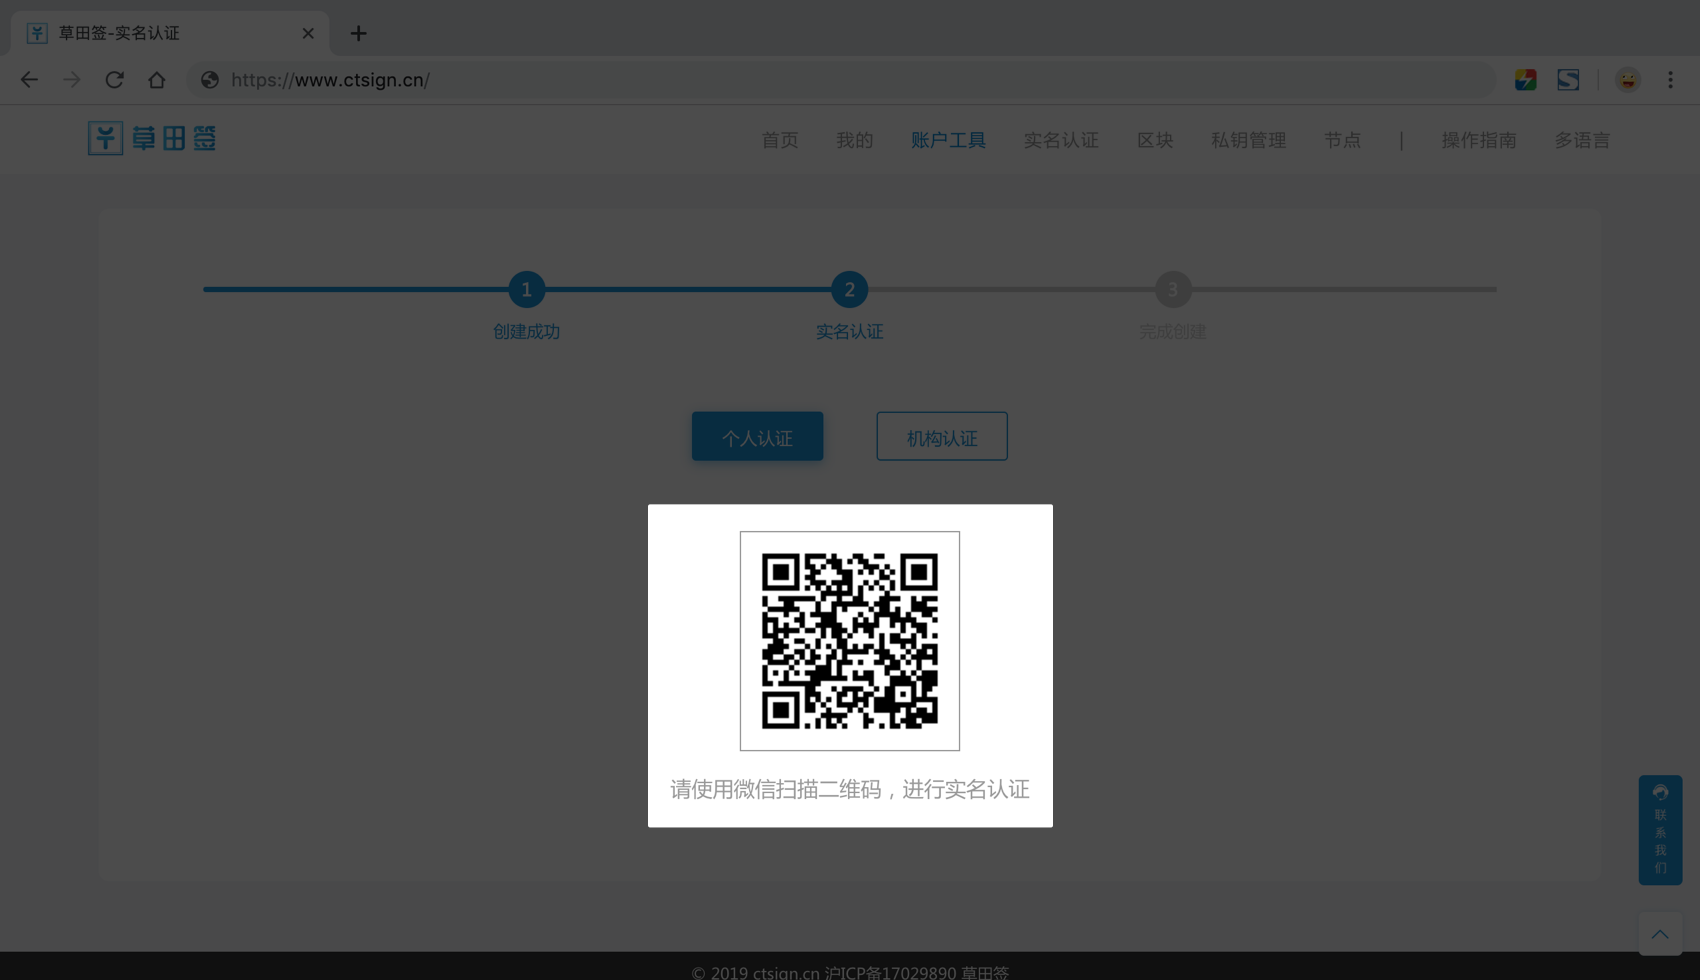 草田签-实名认证
https://www.ctsign.cn/
草田签
首页 我的 账户工具 实名认证 区块 私钥管理 节点 | 操作指南 多语言
1 2 3
创建成功 实名认证 完成创建
个人认证 机构认证
请使用微信扫描二维码，进行实名认证
联系我们
© 2019 ctsign.cn 沪ICP备17029890 草田签